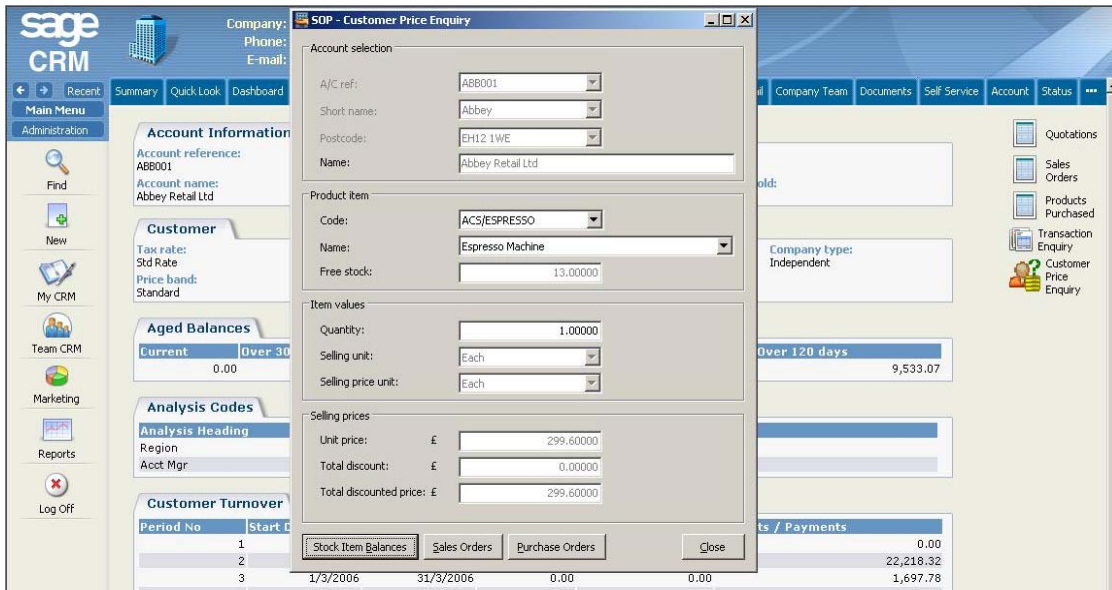 sage
CRM
Company:
Phone:
E-mail:
Recent
Main Menu
Administration
Find
New
My CRM
Team CRM
Marketing
Reports
Log Off
Summary Quick Look Dashboard
Company Team Documents Self Service Account Status
Account Information
Account reference:
ABB001
Account name:
Abbey Retail Ltd
Customer
Tax rate:
Std Rate
Price band:
Standard
Company type:
Independent
Aged Balances
Current Over 30
Over 120 days
0.00
9,533.07
Analysis Codes
Analysis Heading
Region
Acct Mgr
Customer Turnover
Period No
1
0.00
2
22,218.32
3 1/3/2006 31/3/2006 0.00 0.00 1,697.78
/ Payments
SOP - Customer Price Enquiry
Account selection
A/C ref: ABB001
Short name: Abbey
Postcode: EH12 1WE
Name: Abbey Retail Ltd
Product item
Code: ACS/ESPRESSO
Name: Espresso Machine
Free stock: 13.00000
Item values
Quantity: 1.00000
Selling unit: Each
Selling price unit: Each
Selling prices
Unit price: £ 299.60000
Total discount: £ 0.00000
Total discounted price: £ 299.60000
Stock Item Balances Sales Orders Purchase Orders Close
Quotations
Sales
Orders
Products
Purchased
Transaction
Enquiry
Customer
Price
Enquiry